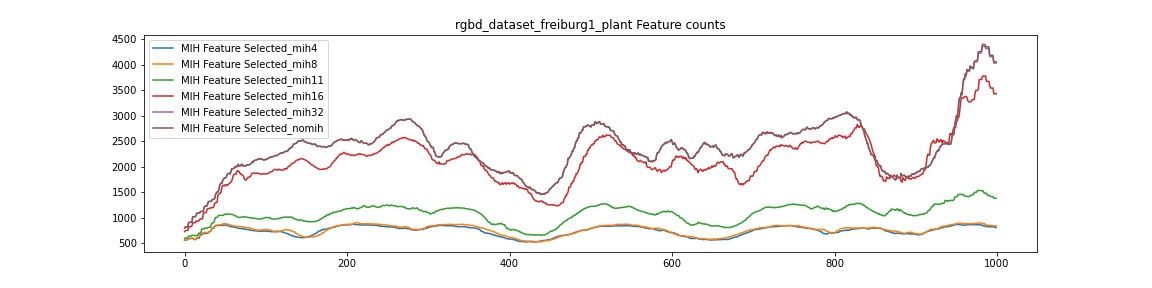 rgbd_dataset_freiburg1_plant Feature counts
4500
4000
3500
3000
2500
2000
1500
1000
500
MIH Feature Selected_mih4
MIH Feature Selected_mih8
MIH Feature Selected_mih11
MIH Feature Selected_mih16
MIH Feature Selected_mih32
MIH Feature Selected_nomih
0 200 400 600 800 1000